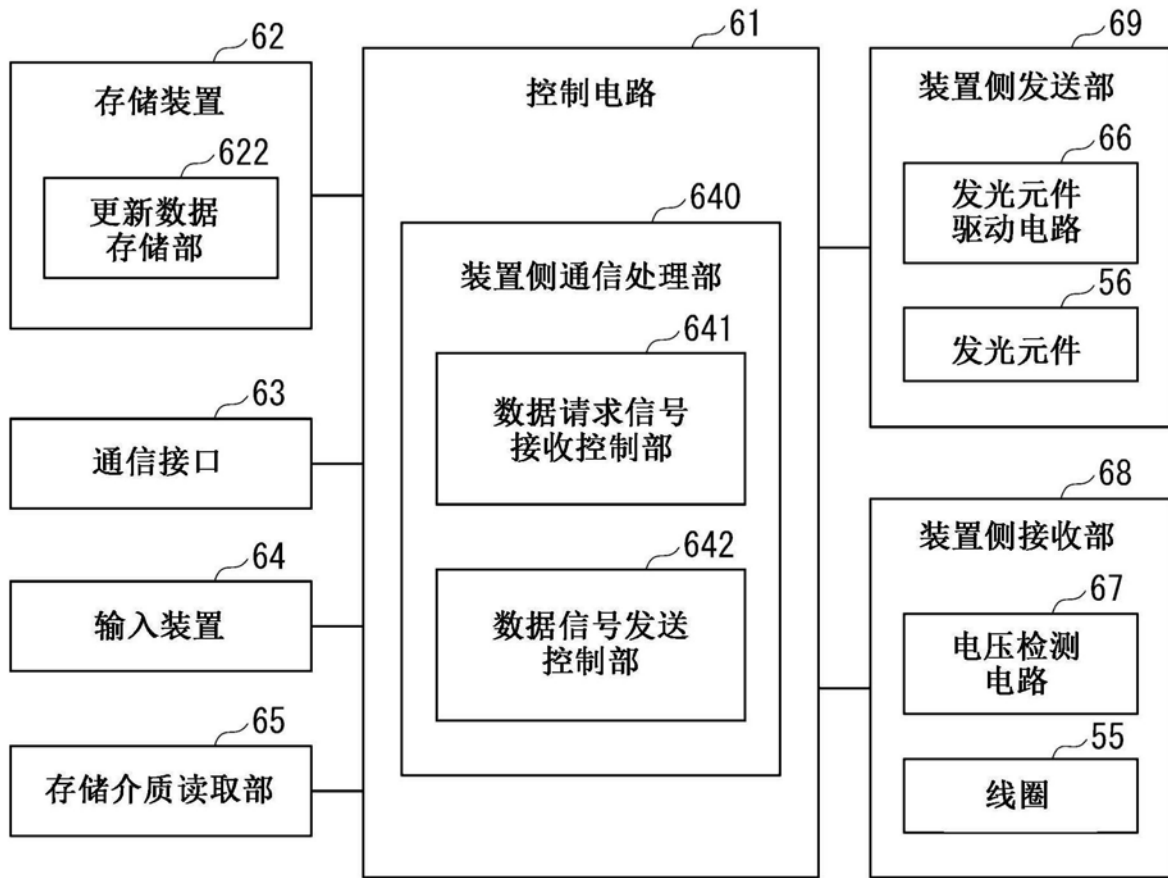 62
存储装置
622
更新数据
存储部
63
通信接口
64
输入装置
65
存储介质读取部
61
控制电路
640
装置侧通信处理部
641
数据请求信号
接收控制部
642
数据信号发送
控制部
69
装置侧发送部
66
发光元件
驱动电路
56
发光元件
68
装置侧接收部
67
电压检测
电路
55
线圈